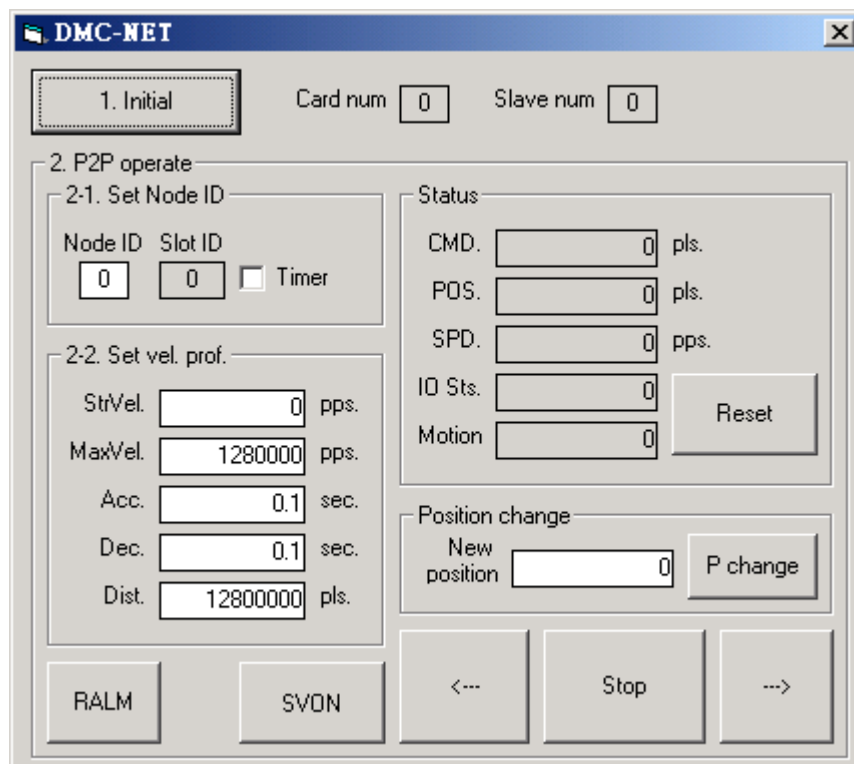 DMC-NET
1. Initial Card num 0 Slave num 0
2. P2P operate
2-1. Set Node ID
Node ID Slot ID
0 0 Timer
2-2. Set vel. prof.
StrVel. 0 pps.
MaxVel. 1280000 pps.
Acc. 0.1 sec.
Dec. 0.1 sec.
Dist. 12800000 pls.
RALM SVON
Status
CMD. 0 pls.
POS. 0 pls.
SPD. 0 pps.
IO Sts. 0
Motion 0
Reset
Position change
New
position 0 P change
<--- Stop --->